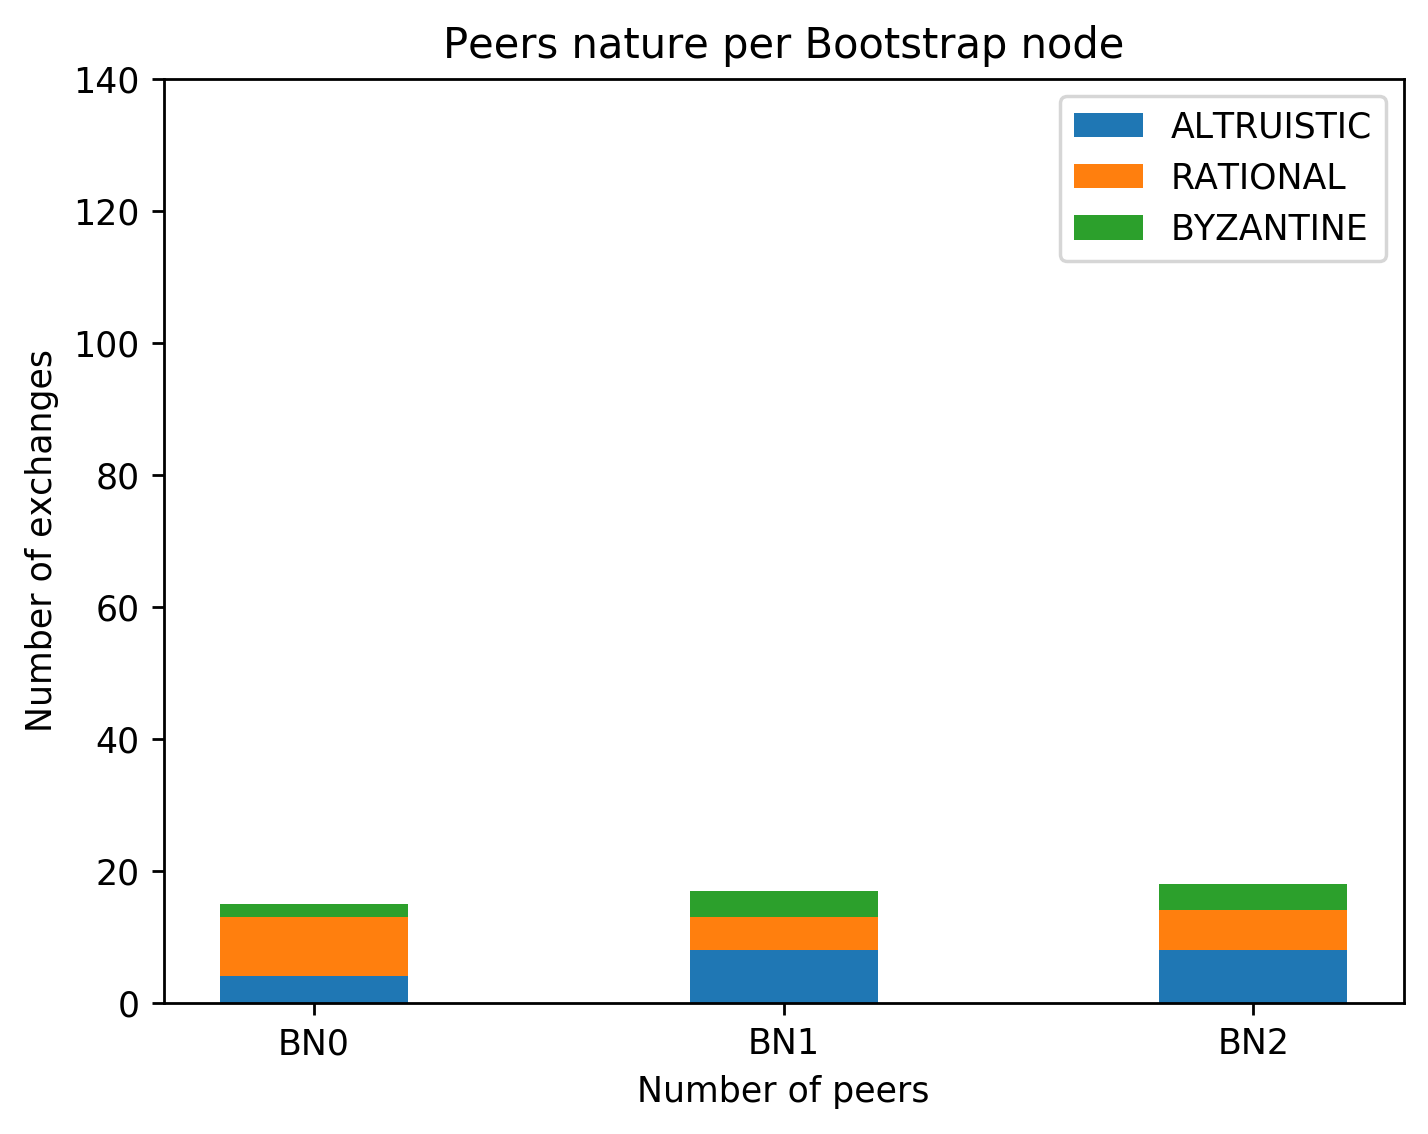 Peers nature per Bootstrap node
ALTRUISTIC
RATIONAL
BYZANTINE
Number of exchanges
140
120
100
80
60
40
20
0
BN0
BN1
BN2
Number of peers